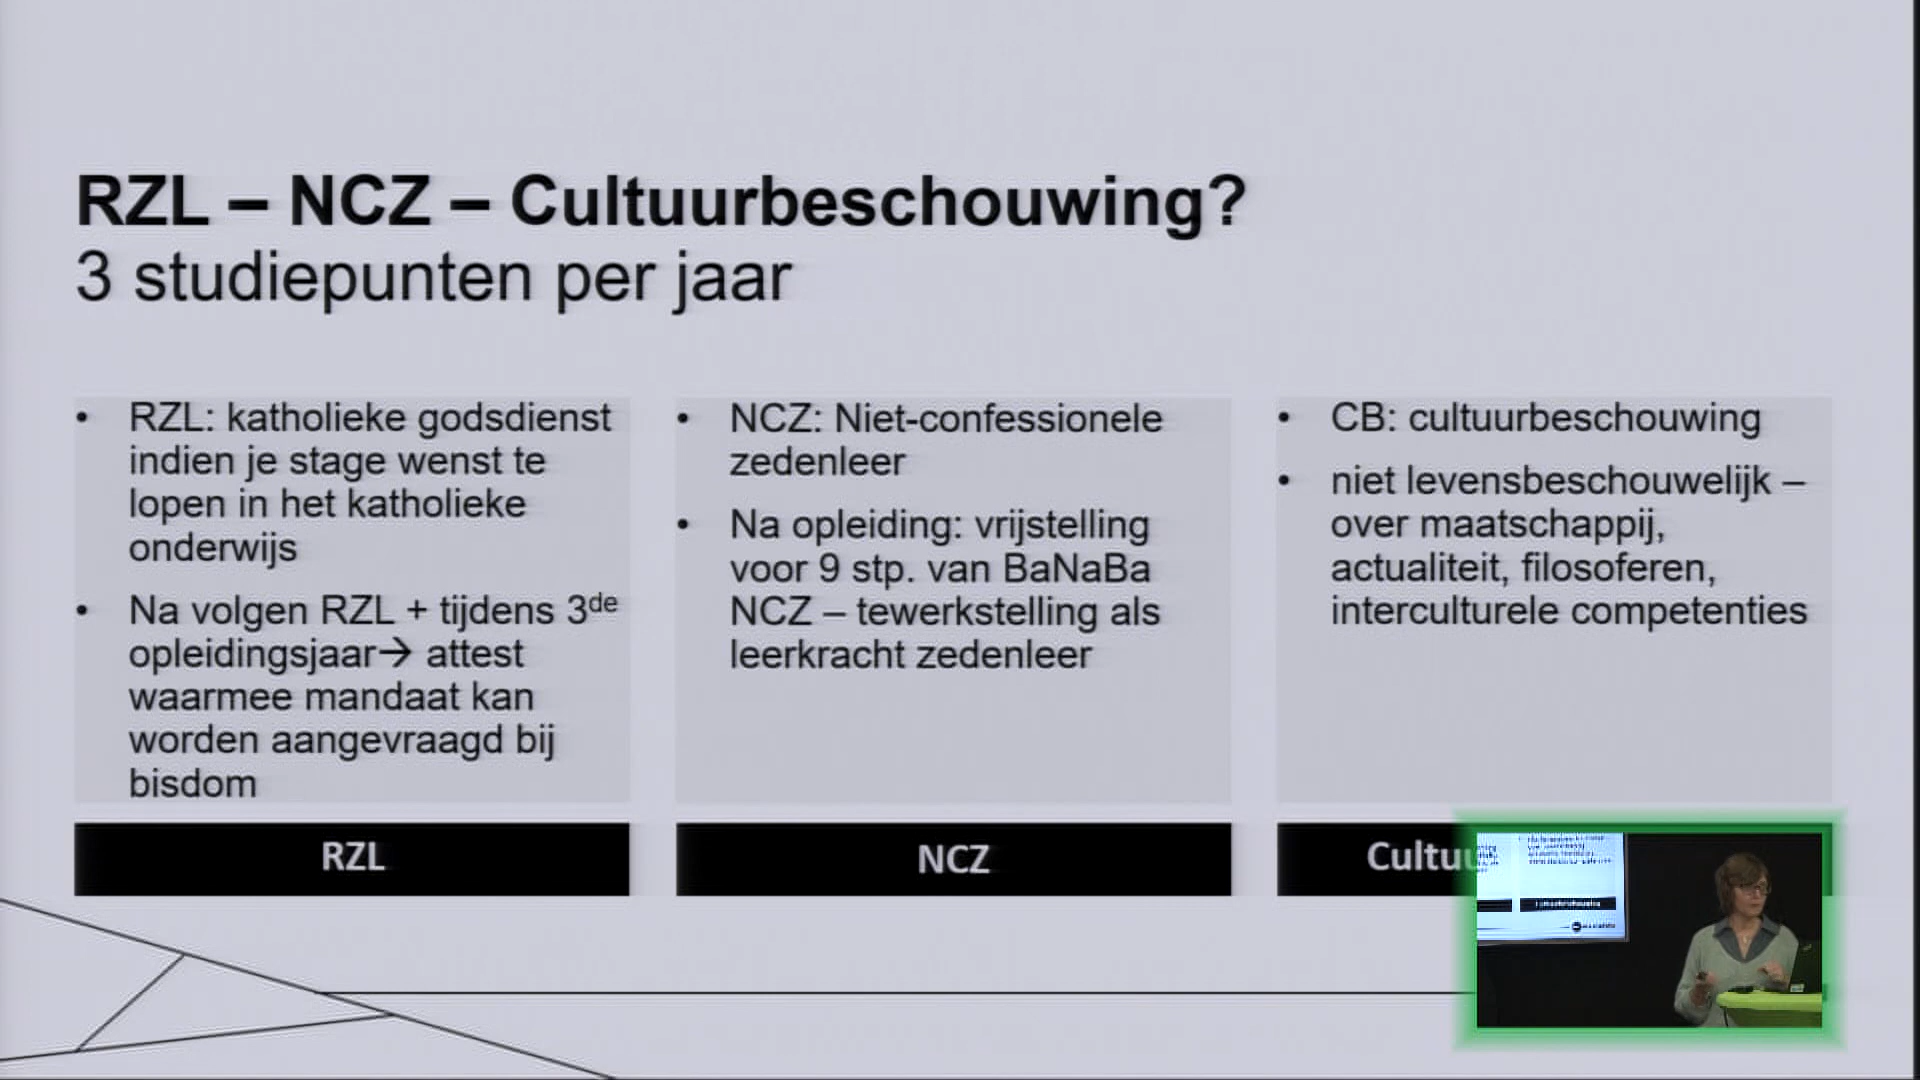 RZL – NCZ – Cultuurbeschouwing?
3 studiepunten per jaar
• RZL: katholieke godsdienst
indien je stage wenst te
lopen in het katholieke
onderwijs
• Na volgen RZL + tijdens 3de
opleidingsjaar→ attest
waarmee mandaat kan
worden aangevraagd bij
bisdom
RZL
• NCZ: Niet-confessionele
zedenleer
• Na opleiding: vrijstelling
voor 9 stp. van BaNaBa
NCZ – tewerkstelling als
leerkracht zedenleer
NCZ
• CB: cultuurbeschouwing
• niet levensbeschouwelijk –
over maatschappij,
actualiteit, filosoferen,
interculturele competenties
Cultuu